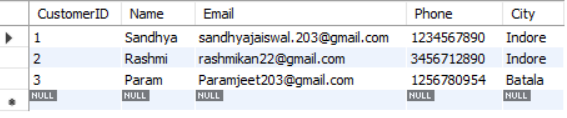 CustomerID Name Email Phone City
1 Sandhya sandhyajaiswal.203@gmail.com 1234567890 Indore
2 Rashmi rashmikan22@gmail.com 3456712890 Indore
3 Param Paramjeet203@gmail.com 1256780954 Batala
NULL NULL NULL NULL NULL